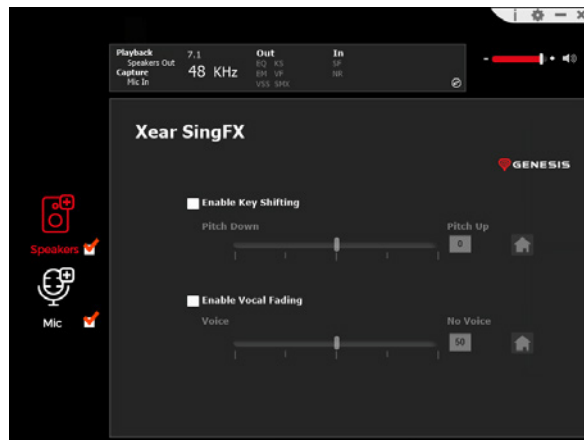 Playback
Speakers Out
Capture
Mic In
7.1
48 KHz
Out
EQ KS
EM VF
VSS SMX
In
SF
NR
Xear SingFX
GENESIS
Enable Key Shifting
Pitch Down
Pitch Up
0
Enable Vocal Fading
Voice
No Voice
50
Speakers
Mic